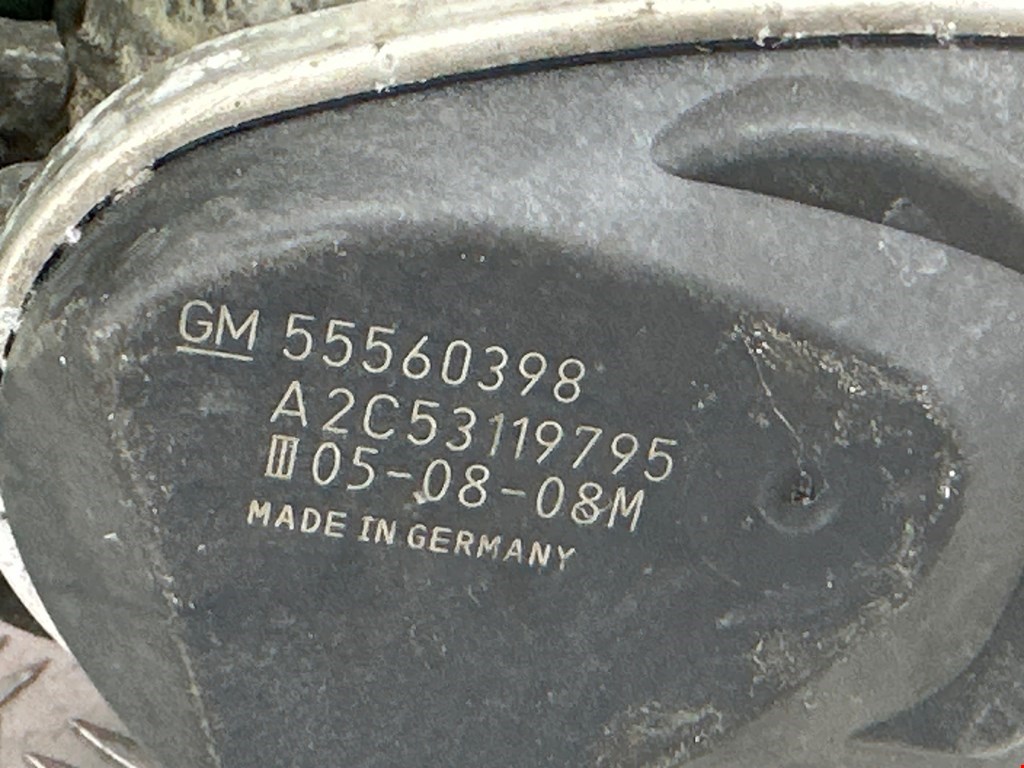 GM 55560398
A2C53119795
III 05-08-08M
MADE IN GERMANY